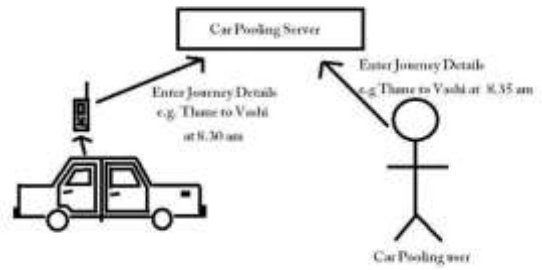 Car Pooling Server
Enter Journey Details
e.g. Thane to Vashi
at 8.30 am
Enter Journey Details
e.g Thane to Vashi at 8.35 am
Car Pooling user